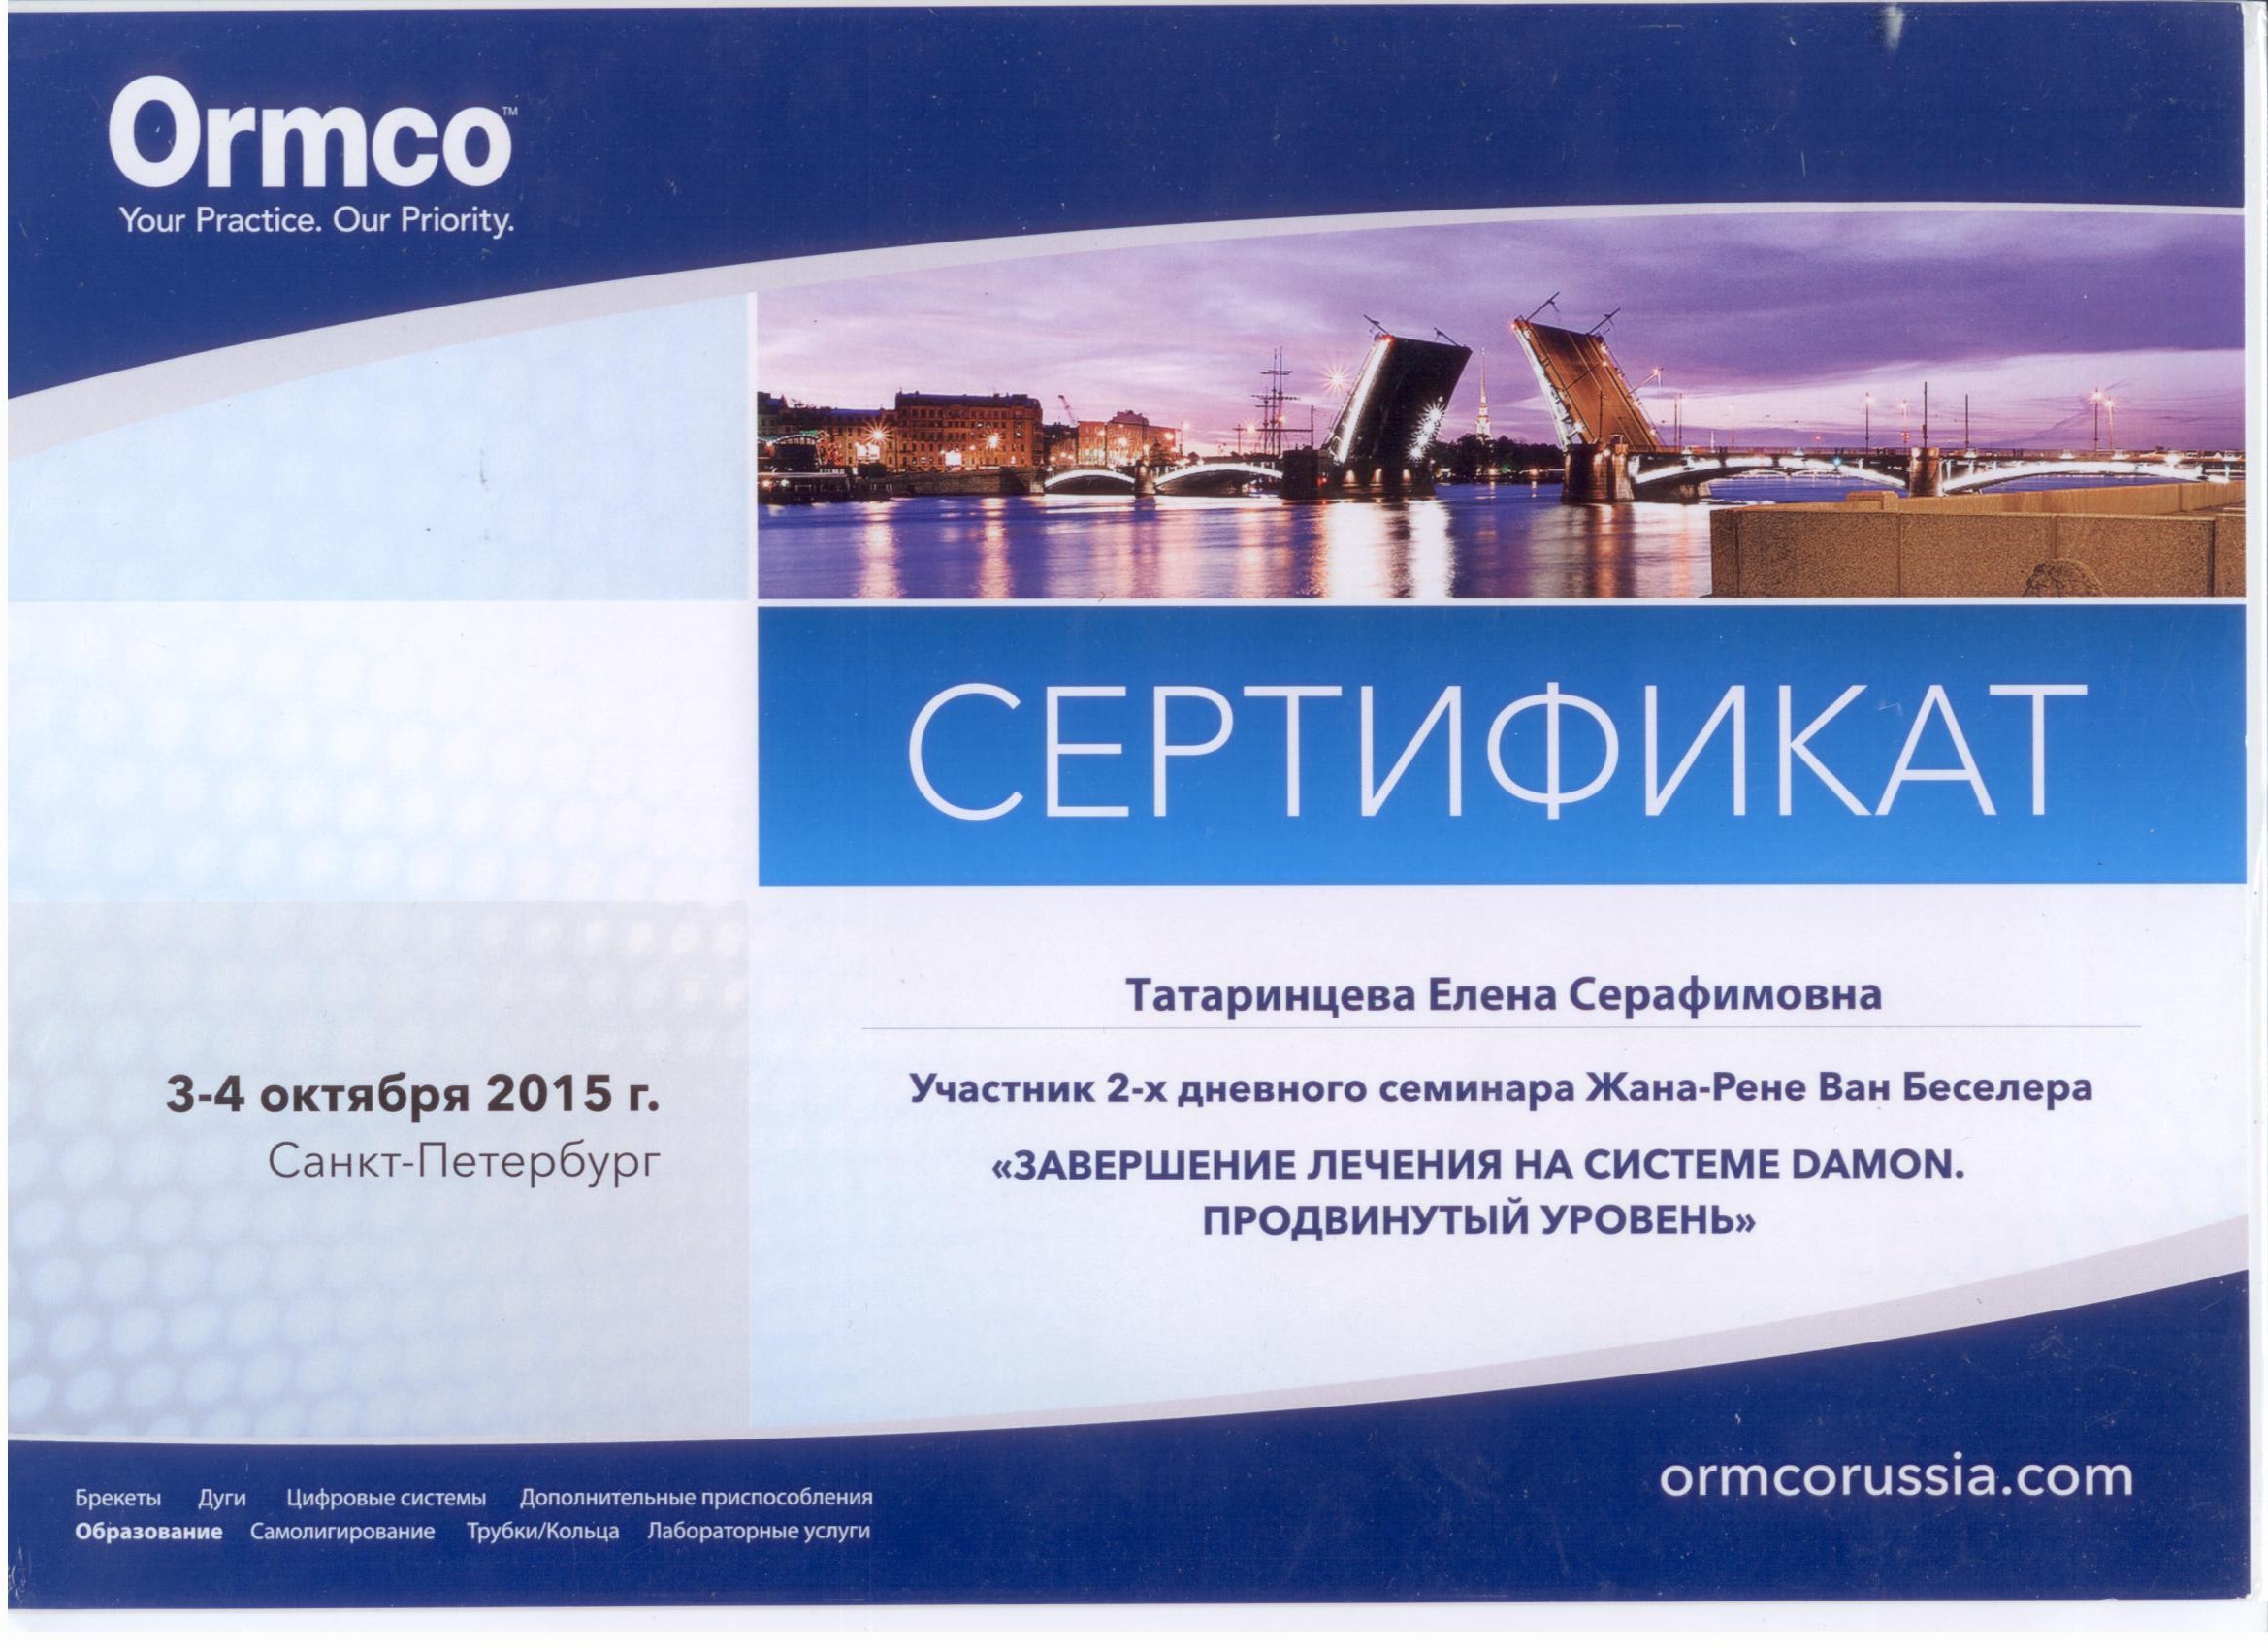 Ormco™
Your Practice. Our Priority.
СЕРТИФИКАТ
Татаринцева Елена Серафимовна
Участник 2-х дневного семинара Жана-Рене Ван Беселера
«ЗАВЕРШЕНИЕ ЛЕЧЕНИЯ НА СИСТЕМЕ DAMON.
ПРОДВИНУТЫЙ УРОВЕНЬ»
3-4 октября 2015 г.
Санкт-Петербург
Брекеты Дуги Цифровые системы Дополнительные приспособления
Образование Самолигирование Трубки/Кольца Лабораторные услуги
ormcorussia.com